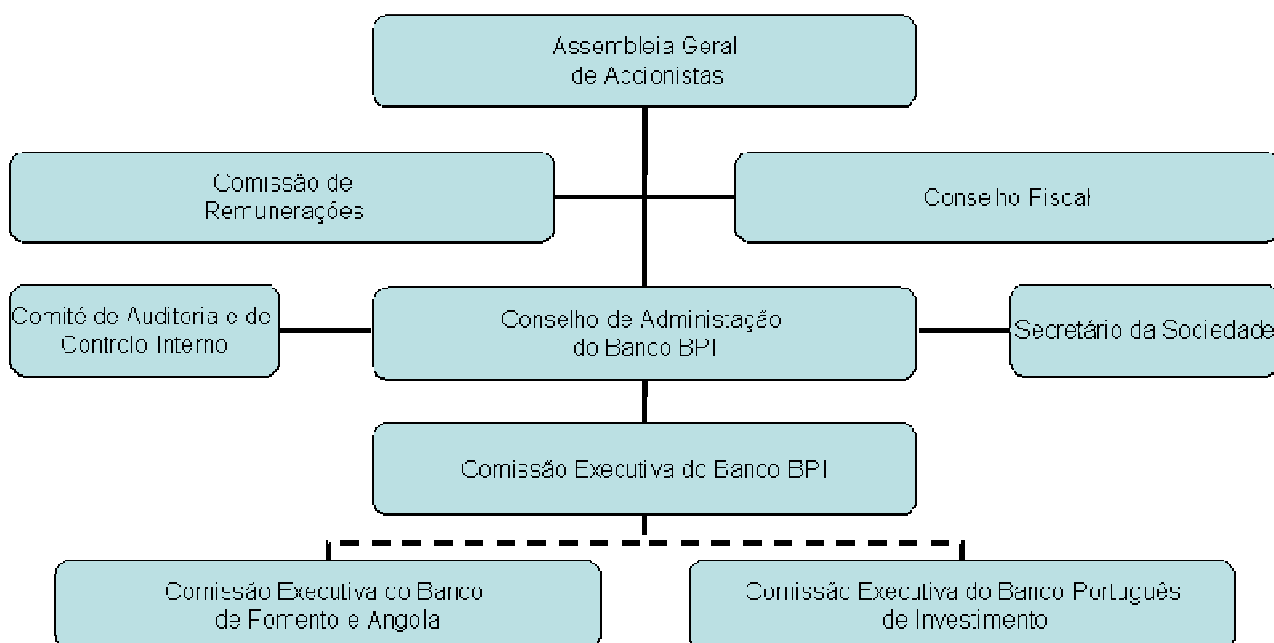 Assembleia Geral
de Accionistas
Comissão de
Remunerações
Conselho Fiscal
Comité de Auditoria e de
Controlo Interno
Conselho de Administação
do Banco BPI
Secretário da Sociedade
Comissão Executiva do Banco BPI
Comissão Executiva do Banco
de Fomento e Angola
Comissão Executiva do Banco Português
de Investimento